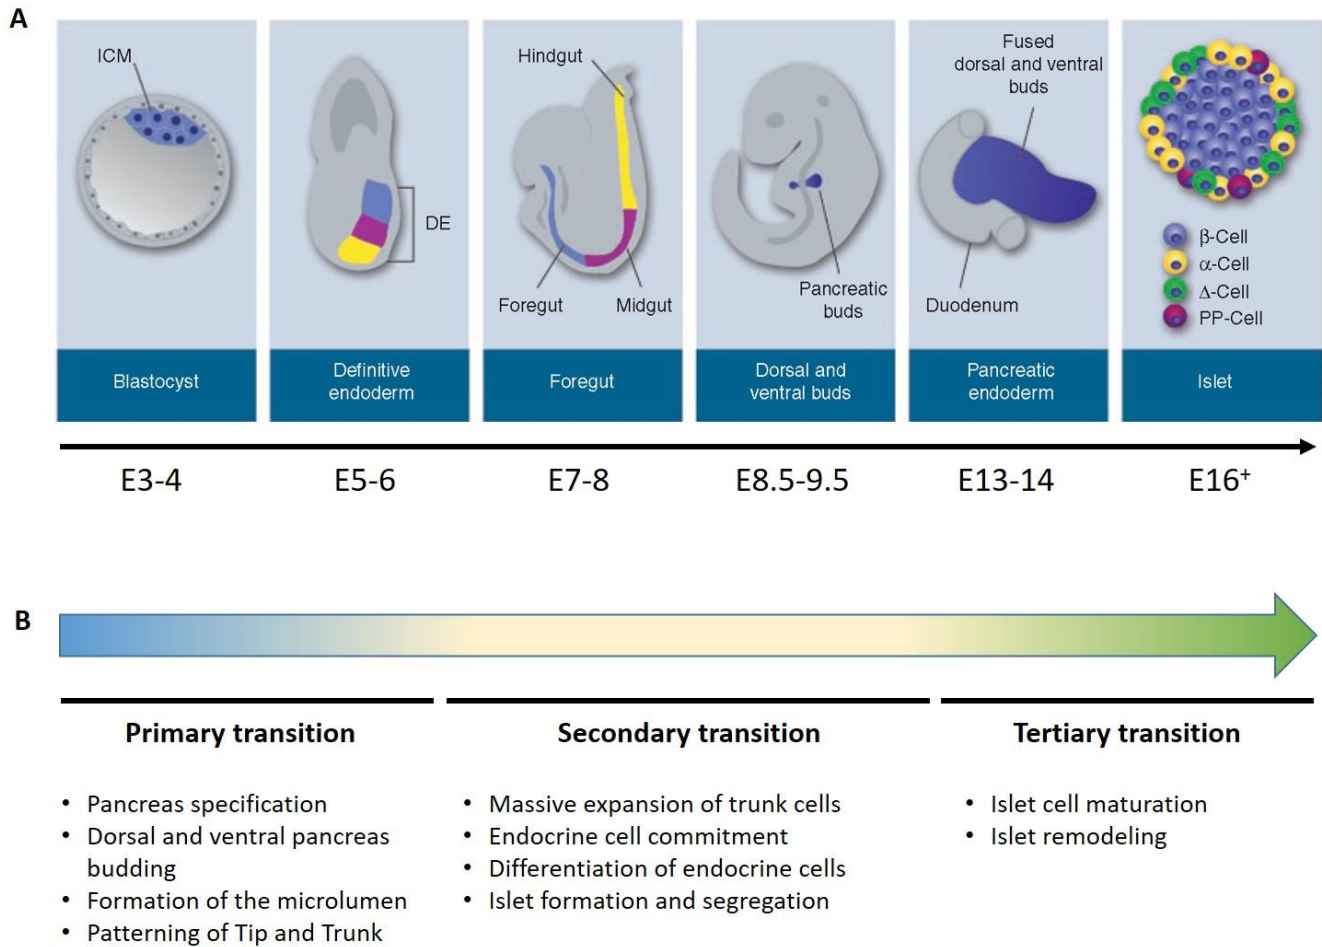 A
ICM
Blastocyst
DE
Definitive
endoderm
Hindgut
Foregut
Midgut
Foregut
Pancreatic
buds
Dorsal and
ventral buds
Fused
dorsal and ventral
buds
Duodenum
Pancreatic
endoderm
β-Cell
α-Cell
Δ-Cell
PP-Cell
Islet
E3-4
E5-6
E7-8
E8.5-9.5
E13-14
E16⁺
B
Primary transition
• Pancreas specification
• Dorsal and ventral pancreas
budding
• Formation of the microlumen
• Patterning of Tip and Trunk
Secondary transition
• Massive expansion of trunk cells
• Endocrine cell commitment
• Differentiation of endocrine cells
• Islet formation and segregation
Tertiary transition
• Islet cell maturation
• Islet remodeling